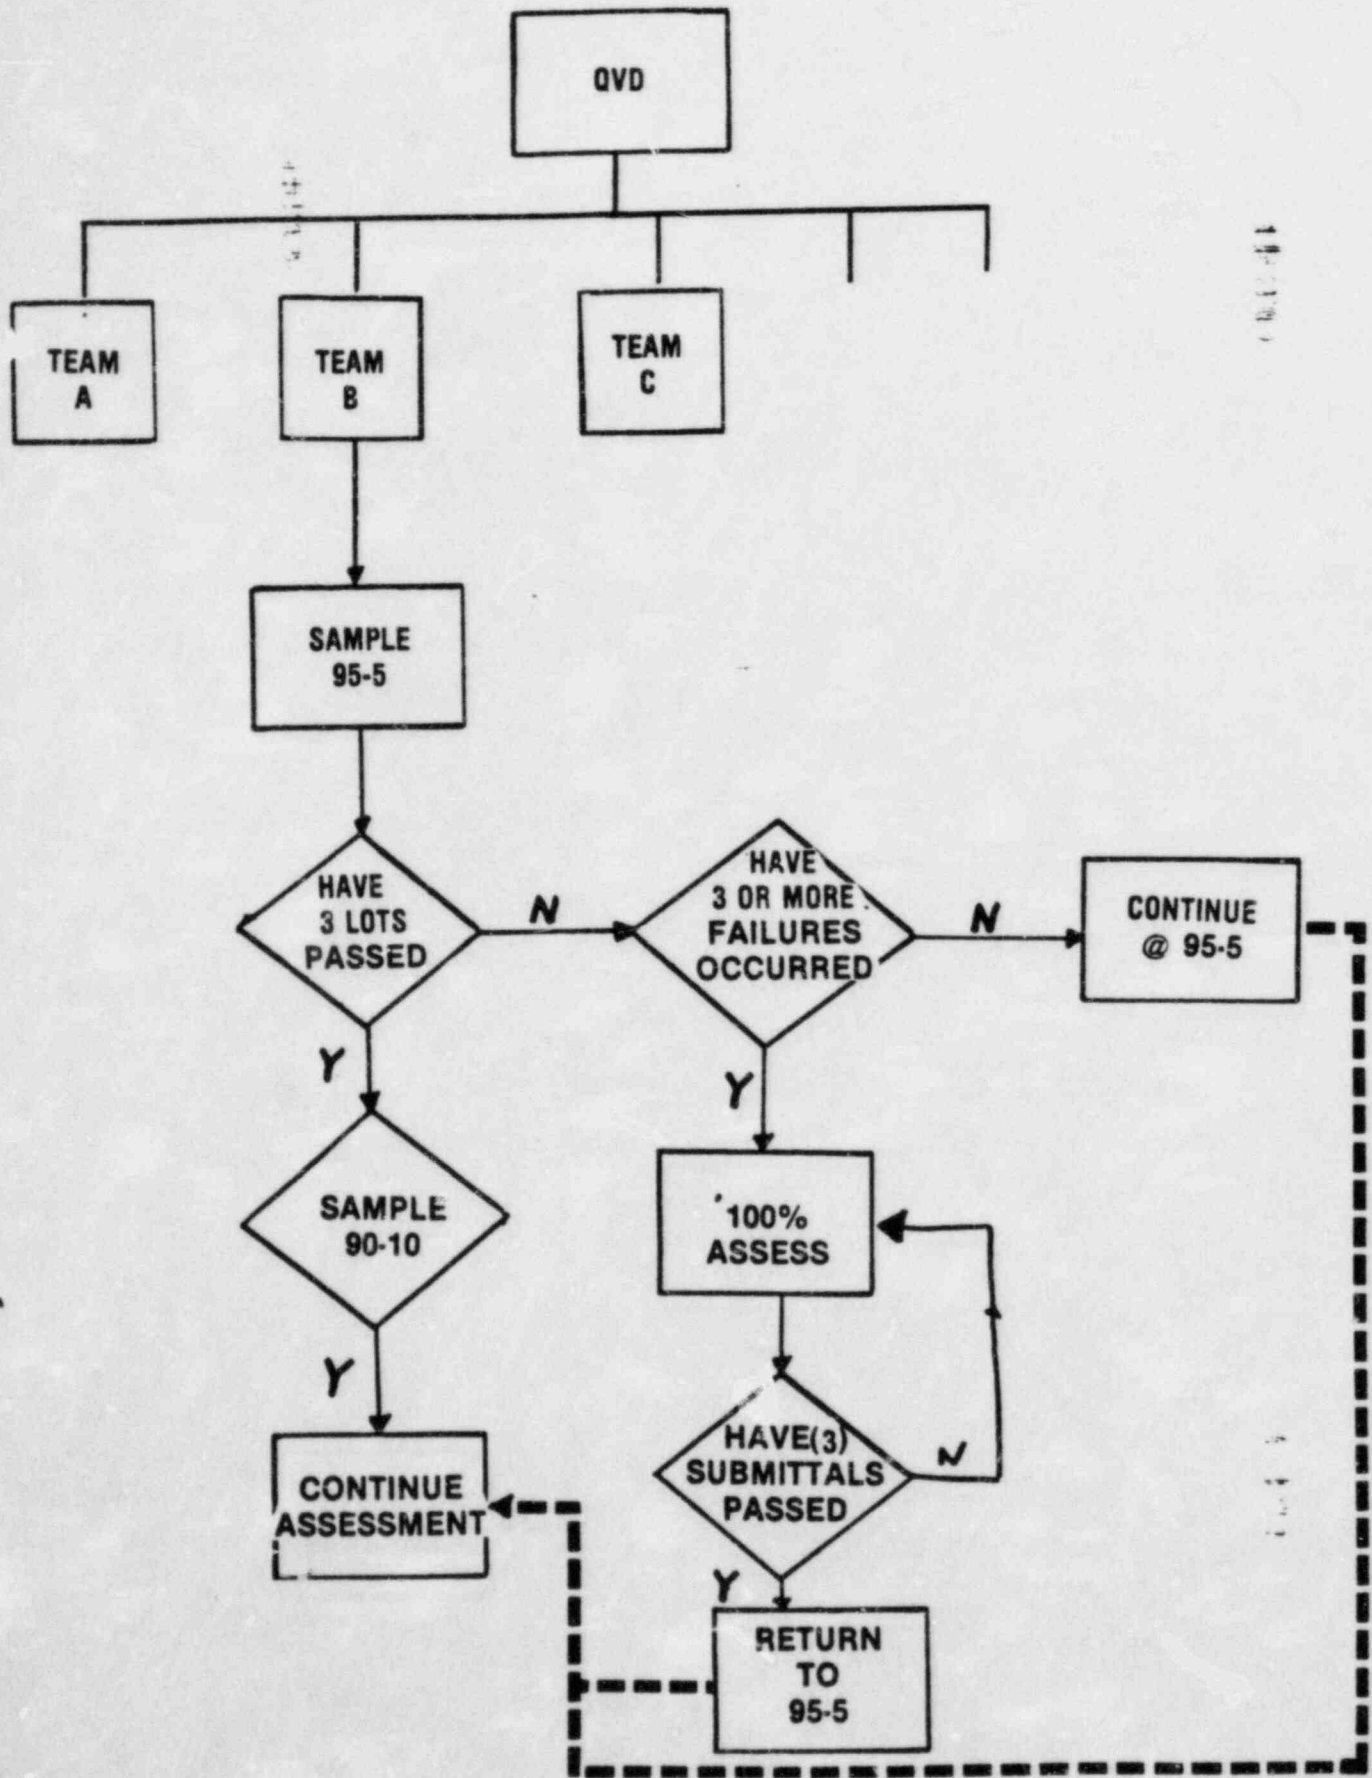 QVD
TEAM
A
TEAM
B
TEAM
C
SAMPLE
95-5
HAVE
3 LOTS
PASSED
N
HAVE
3 OR MORE
FAILURES
OCCURRED
N
CONTINUE
@ 95-5
Y
Y
SAMPLE
90-10
100%
ASSESS
Y
CONTINUE
ASSESSMENT
HAVE(3)
SUBMITTALS
PASSED
N
Y
RETURN
TO
95-5